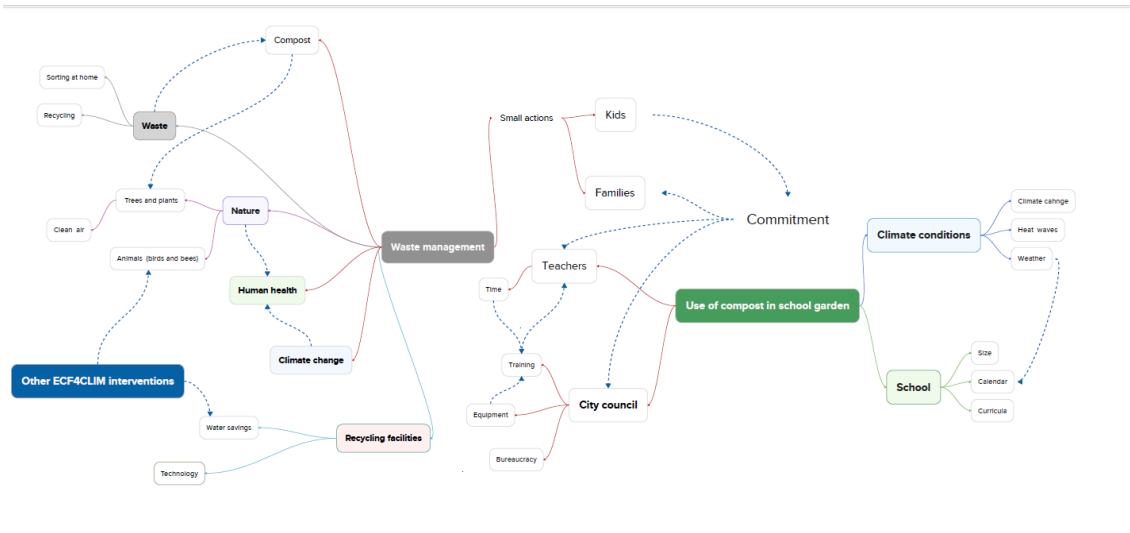 Compost
Sorting at home
Recycling
Waste
Trees and plants
Nature
Clean air
Animals (birds and bees)
Human health
Climate change
Other ECF4CLIM interventions
Water savings
Recycling facilities
Technology
Waste management
Small actions
Kids
Families
Commitment
Teachers
Time
Training
Equipment
City council
Bureaucracy
Use of compost in school garden
Climate conditions
Climate cahnge
Heat waves
Weather
School
Size
Calendar
Curricula